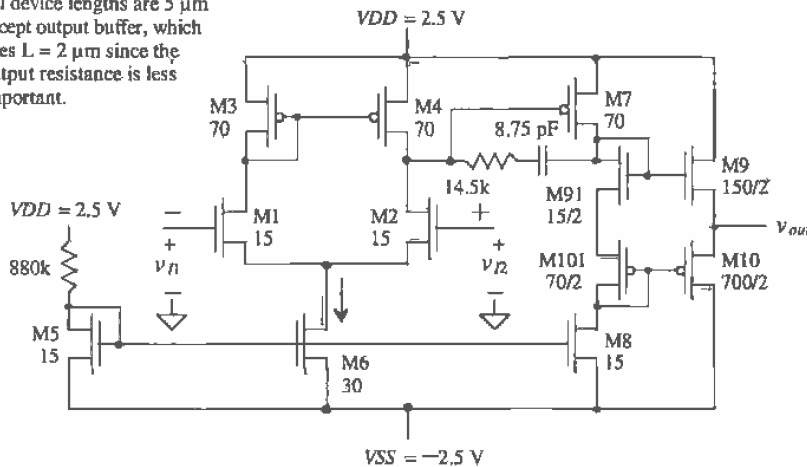 device lengths are 5 µm
cept output buffer, which
es L = 2 µm since the
tput resistance is less
portant.
VDD = 2.5 V
M3
70
M4
70
M7
70
8.75 pF
14.5k
M91
15/2
M9
150/2
VDD = 2.5 V
880k
M1
15
M2
15
− + vI1 −
+ + vI2 −
vout
M101
70/2
M10
700/2
M5
15
M6
30
M8
15
VSS = −2.5 V